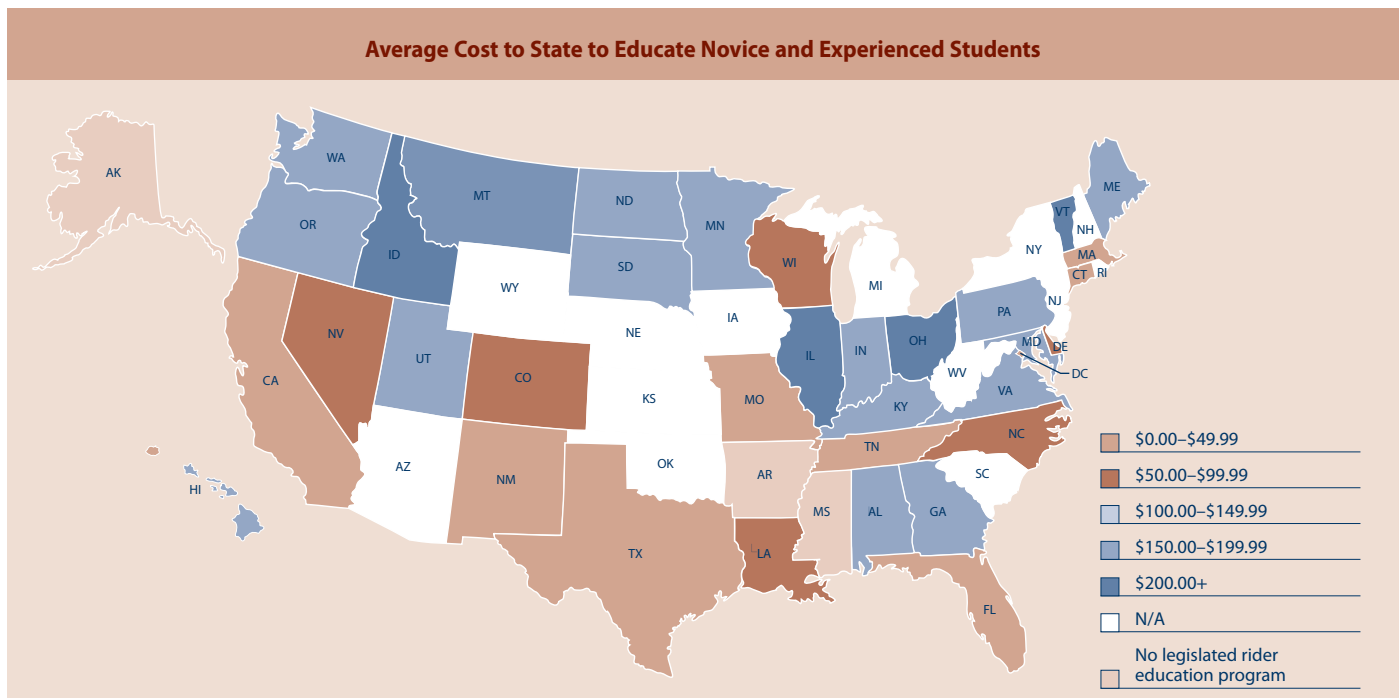 Average Cost to State to Educate Novice and Experienced Students
AK
WA
MT
ND
MN
ME
OR
ID
SD
WI
VT
NH
NY
MA
CT
RI
WY
MI
IA
NE
NJ
PA
NV
UT
CO
IL
IN
OH
MD
DE
DC
WV
VA
CA
KS
MO
KY
NC
TN
AZ
NM
OK
AR
SC
HI
MS
AL
GA
TX
LA
FL
$0.00–$49.99
$50.00–$99.99
$100.00–$149.99
$150.00–$199.99
$200.00+
N/A
No legislated rider
education program